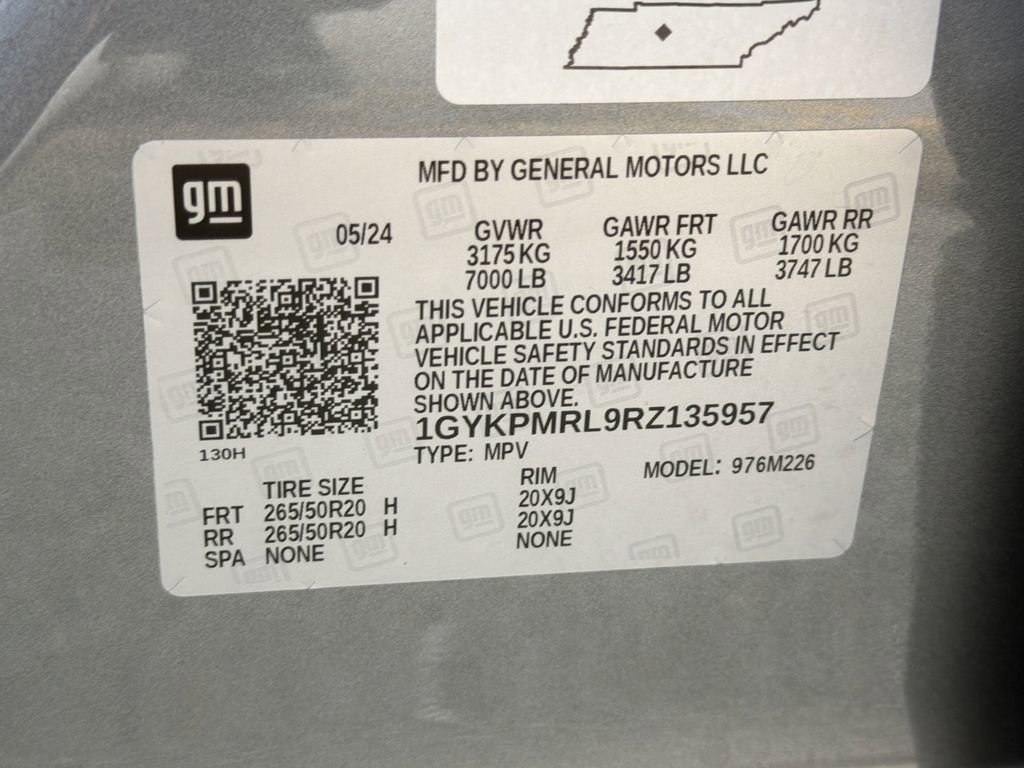 gm
MFD BY GENERAL MOTORS LLC
05/24
GVWR GAWR FRT GAWR RR
3175 KG 1550 KG 1700 KG
7000 LB 3417 LB 3747 LB
THIS VEHICLE CONFORMS TO ALL
APPLICABLE U.S. FEDERAL MOTOR
VEHICLE SAFETY STANDARDS IN EFFECT
ON THE DATE OF MANUFACTURE
SHOWN ABOVE.
1GYKPMRL9RZ135957
130H
TYPE: MPV MODEL: 976M226
TIRE SIZE RIM
FRT 265/50R20 H 20X9J
RR 265/50R20 H 20X9J
SPA NONE NONE